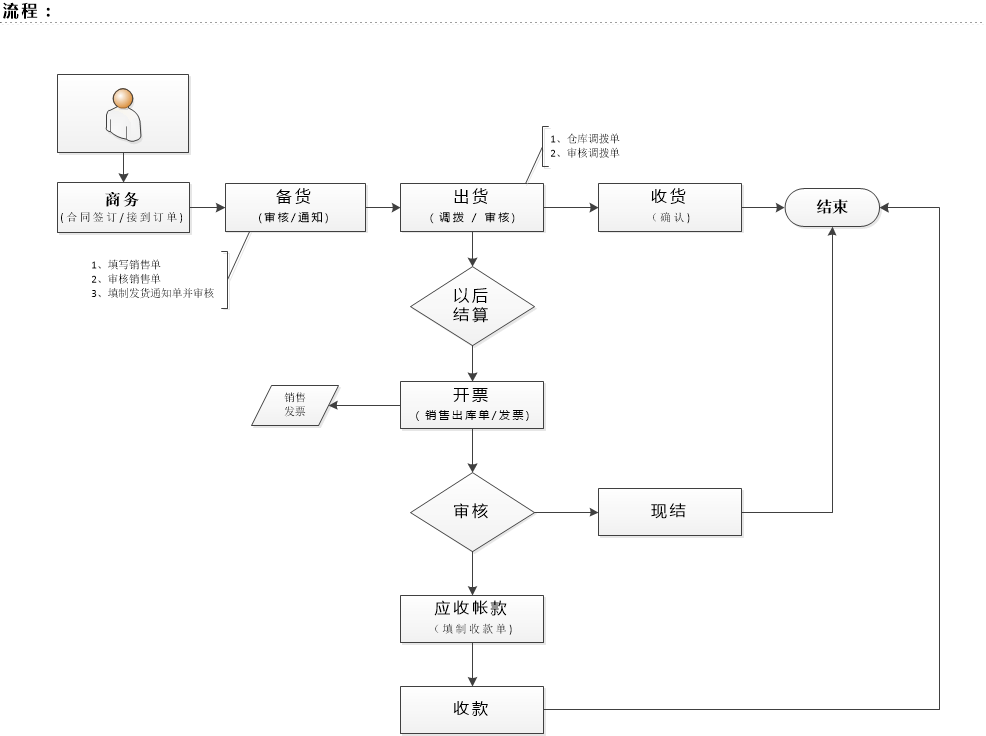 流程：
1、仓库调拨单
2、审核调拨单
商务
(合同签订/接到订单)
备货
(审核/通知)
出货
(调拨 / 审核)
收货
(确认)
结束
1、填写销售单
2、审核销售单
3、填制发货通知单并审核
以后
结算
开票
(销售出库单/发票)
销售
发票
审核
现结
应收帐款
(填制收款单)
收款